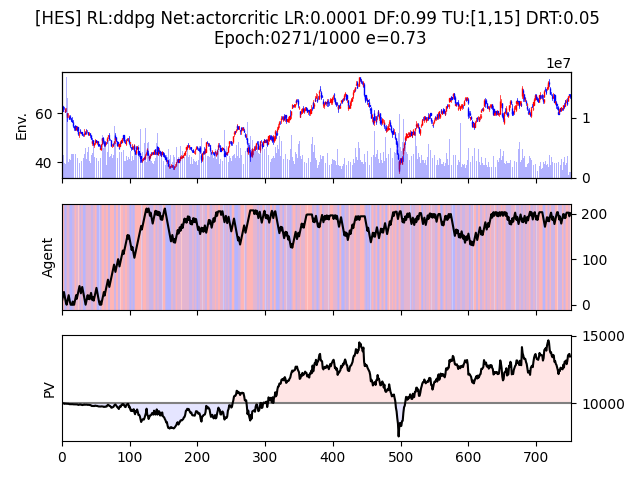 [HES] RL:ddpg Net:actorcritic LR:0.0001 DF:0.99 TU:[1,15] DRT:0.05
Epoch:0271/1000 e=0.73
1e7
Env.
60
40
1
0
Agent
200
100
0
PV
15000
10000
0 100 200 300 400 500 600 700